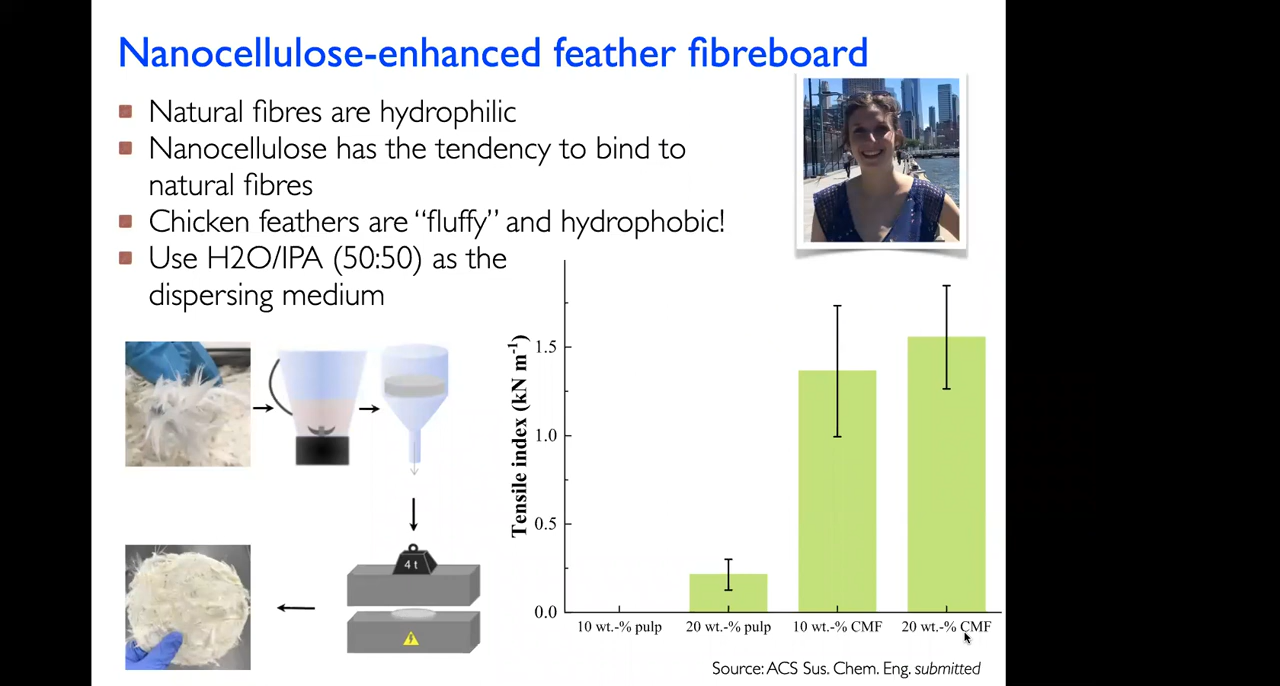 Nanocellulose-enhanced feather fibreboard
Natural fibres are hydrophilic
Nanocellulose has the tendency to bind to
natural fibres
Chicken feathers are “fluffy” and hydrophobic!
Use H2O/IPA (50:50) as the
dispersing medium
4 t
Tensile index (kN m⁻¹)
1.5
1.0
0.5
0.0
10 wt.-% pulp
20 wt.-% pulp
10 wt.-% CMF
20 wt.-% CMF
Source: ACS Sus. Chem. Eng. submitted